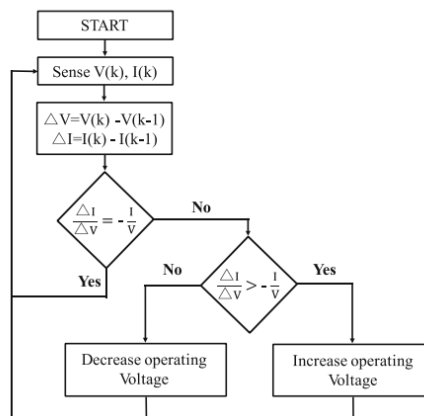 START
Sense V(k), I(k)
△V=V(k) -V(k-1)
△I=I(k) - I(k-1)
△I/△V = - I/V
No
Yes
△I/△V > - I/V
No
Yes
Decrease operating
Voltage
Increase operating
Voltage